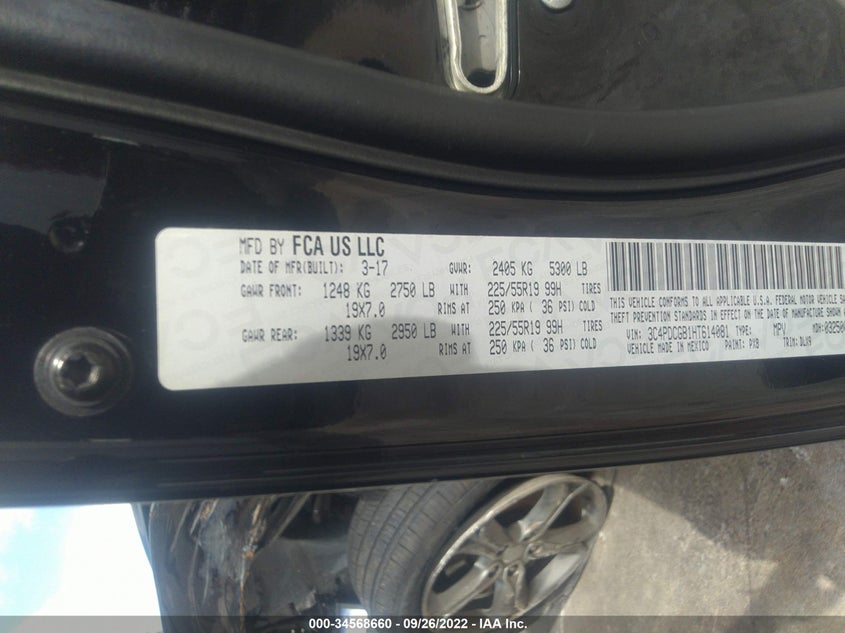 MFD BY FCA US LLC
DATE OF MFR(BUILT): 3-17 GVWR: 2405 KG 5300 LB
GAWR FRONT: 1248 KG 2750 LB WITH 225/55R19 99H TIRES
19X7.0 RIMS AT 250 KPA ( 36 PSI) COLD
GAWR REAR: 1339 KG 2950 LB WITH 225/55R19 99H TIRES
19X7.0 RIMS AT 250 KPA ( 36 PSI) COLD
THIS VEHICLE CONFORMS TO ALL APPLICABLE U.S.A. FEDERAL MOTOR VEHICLE
THEFT PREVENTION STANDARDS IN EFFECT ON THE DATE OF MANUFACTURE SHOWN
VIN: 3C4PDCGB1HT614081 TYPE: MPV MDH:
VEHICLE MADE IN MEXICO PAINT: PXB TRIM: DLV9
000-34568660 - 09/26/2022 - IAA Inc.